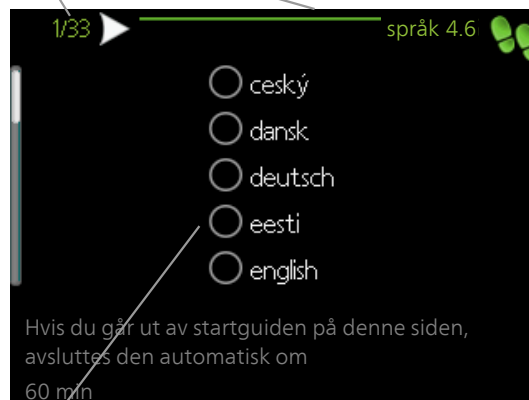 1/33 språk 4.6
ceský
dansk
deutsch
eesti
english
Hvis du går ut av startguiden på denne siden,
avsluttes den automatisk om
60 min